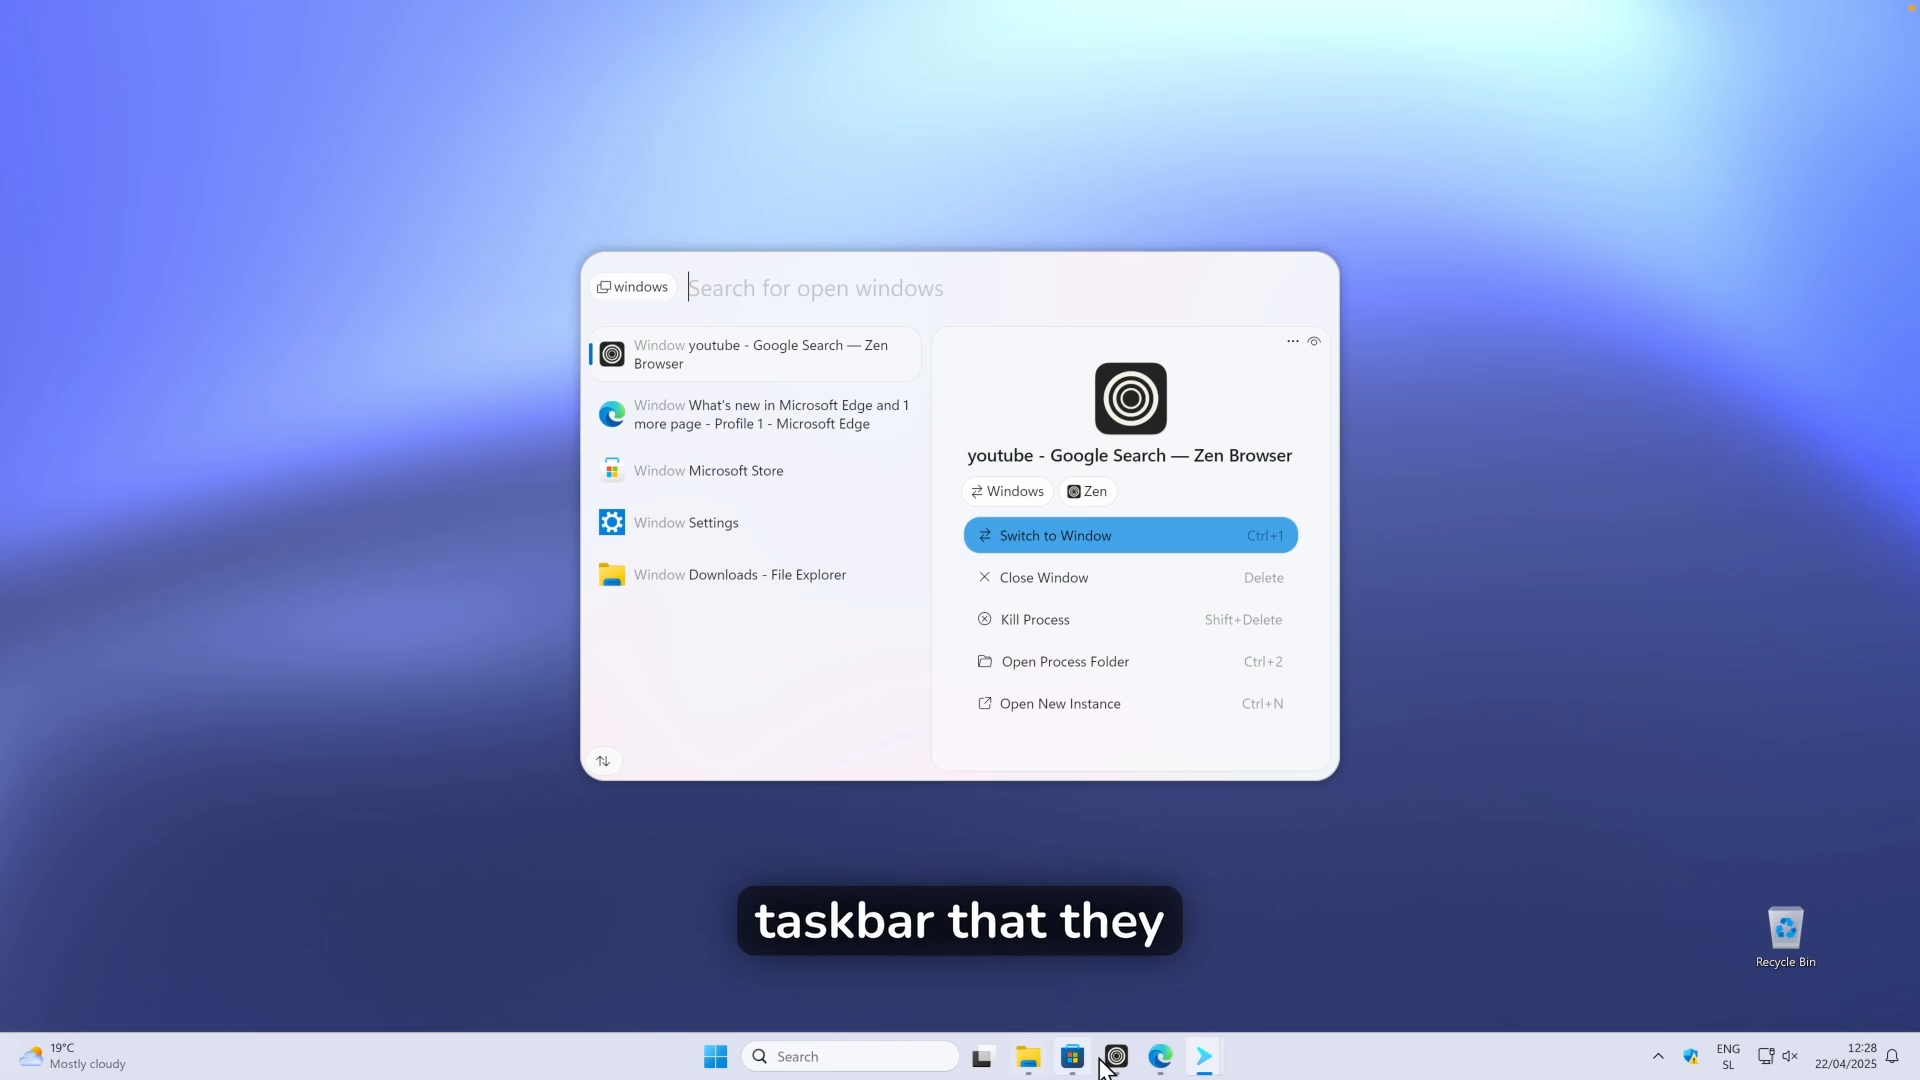 windows
Search for open windows
Window youtube - Google Search — Zen
Browser
Window What's new in Microsoft Edge and 1
more page - Profile 1 - Microsoft Edge
Window Microsoft Store
Window Settings
Window Downloads - File Explorer
youtube - Google Search — Zen Browser
Windows
Zen
Switch to Window Ctrl+1
Close Window Delete
Kill Process Shift+Delete
Open Process Folder Ctrl+2
Open New Instance Ctrl+N
taskbar that they
Recycle Bin
19°C
Mostly cloudy
Search
ENG
SL
12:28
22/04/2025